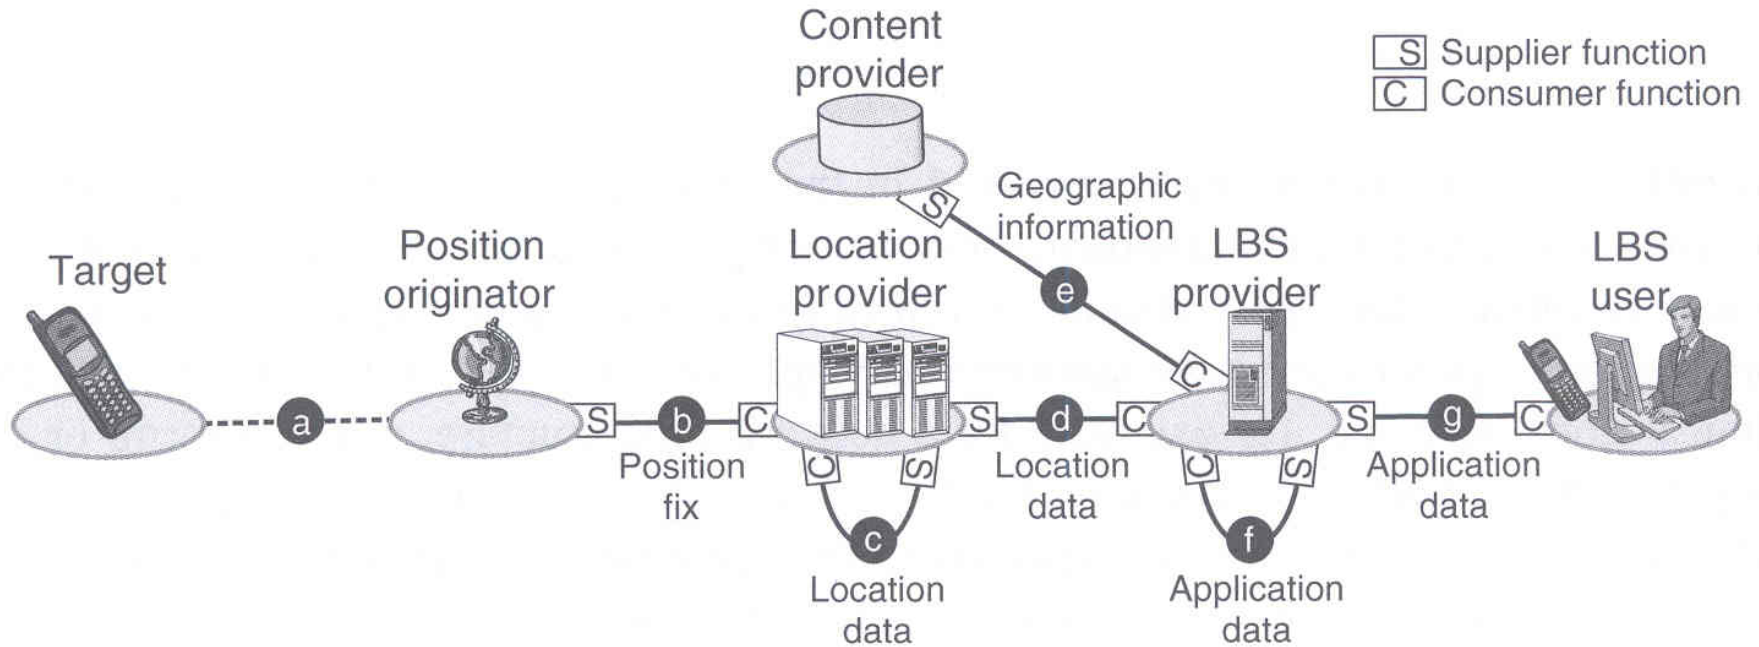 Content
provider
S Supplier function
C Consumer function
S
Geographic
information
Target
Position
originator
Location
provider
LBS
provider
LBS
user
e
C
a
S
b
C
S
d
C
S
g
C
Position
fix
C
S
Location
data
C
S
Application
data
c
f
Location
data
Application
data